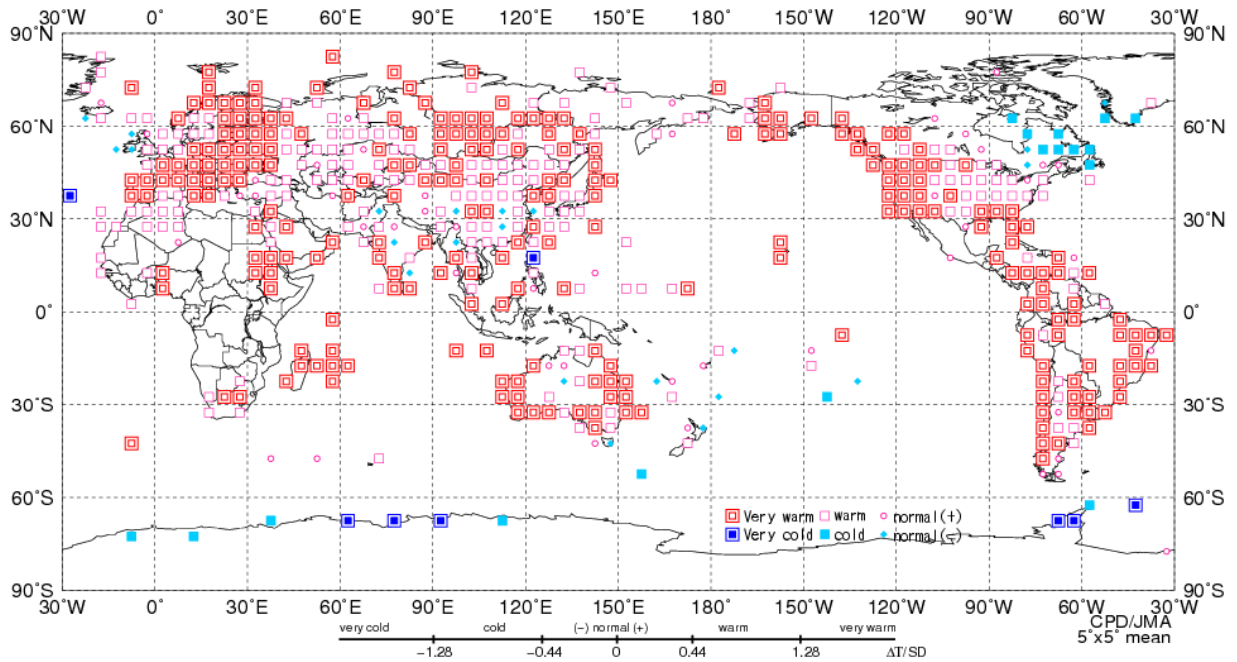 30°W 0° 30°E 60°E 90°E 120°E 150°E 180° 150°W 120°W 90°W 60°W 30°W
90°N 90°N
60°N 60°N
30°N 30°N
0° 0°
30°S 30°S
60°S 60°S
Very warm warm normal(+)
Very cold cold normal(-)
90°S 90°S
30°W 0° 30°E 60°E 90°E 120°E 150°E 180° 150°W 120°W 90°W 60°W 30°W
CPD/JMA
5°x5° mean
very cold cold (-) normal (+) warm very warm
-1.28 -0.44 0 0.44 1.28 ΔT/SD